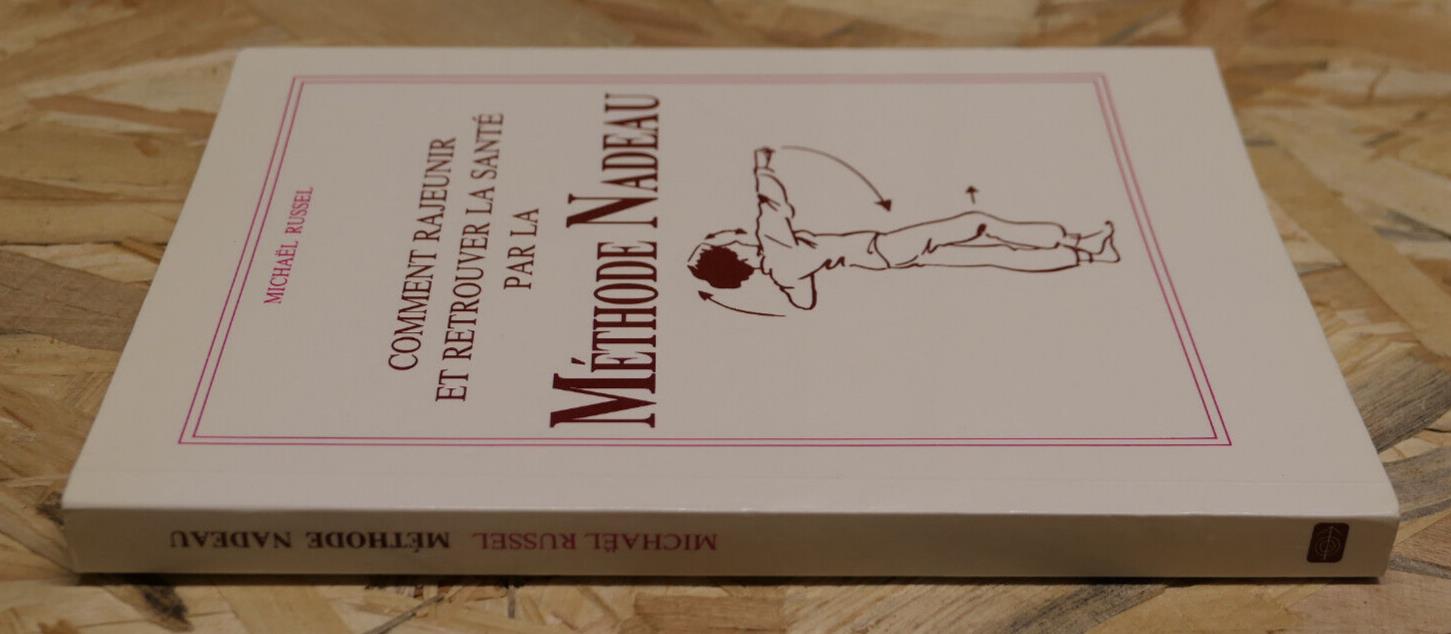 MICHAËL RUSSEL
COMMENT RAJEUNIR
ET RETROUVER LA SANTÉ
PAR LA
MÉTHODE NADEAU
MICHAËL RUSSEL MÉTHODE NADEAU